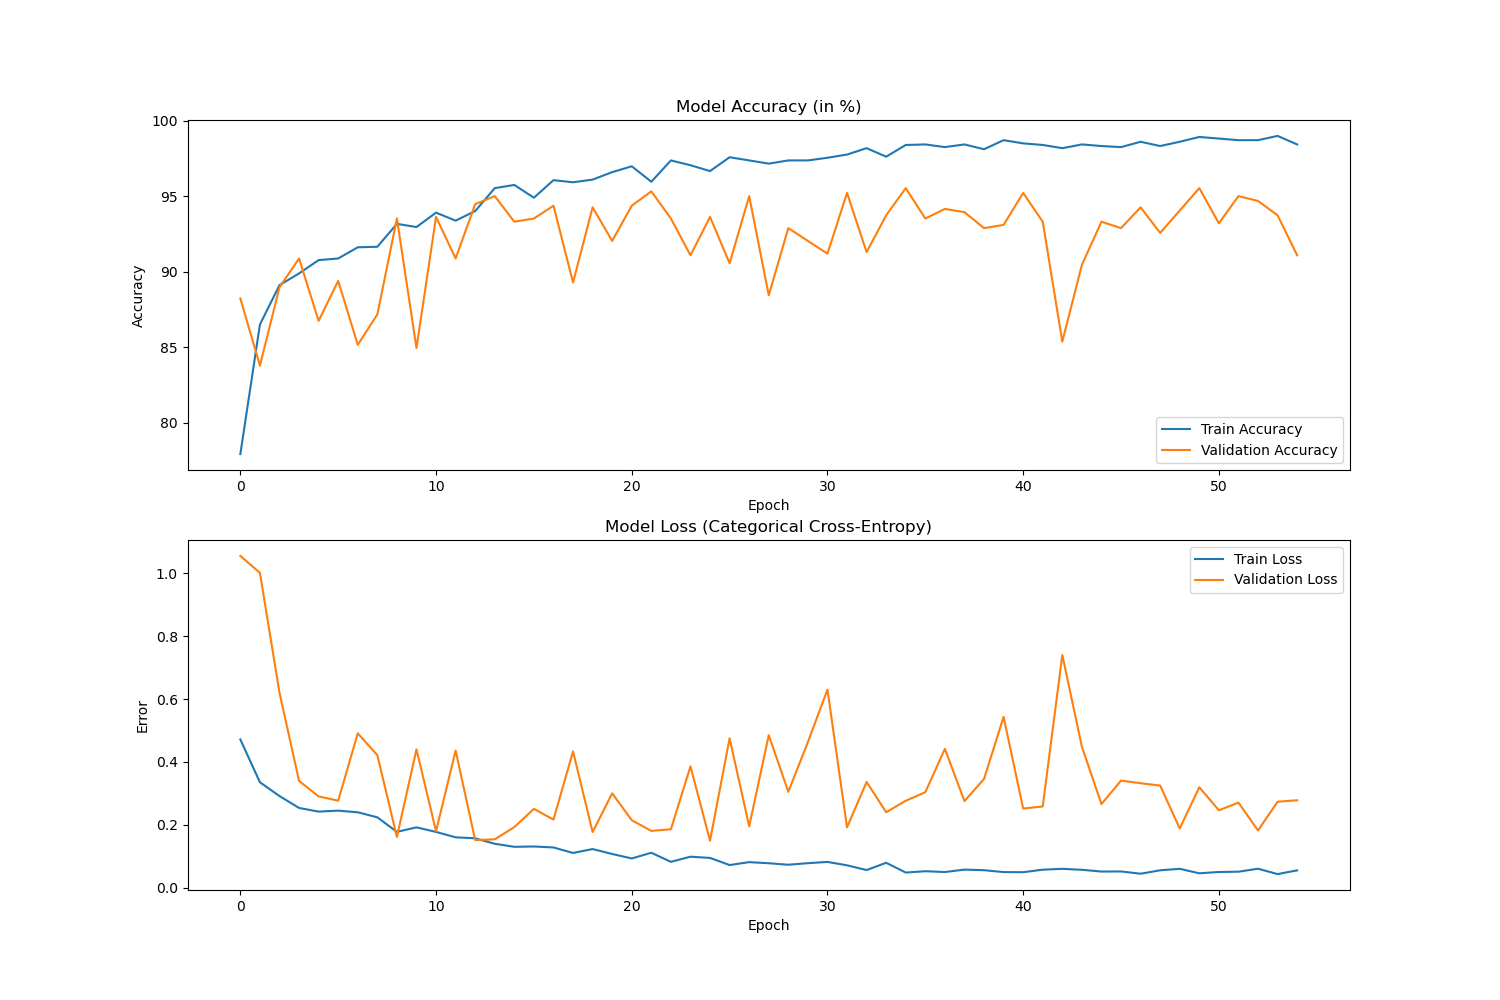 Model Accuracy (in %)
100
95
90
85
80
Accuracy
Train Accuracy
Validation Accuracy
0 10 20 30 40 50
Epoch
Model Loss (Categorical Cross-Entropy)
1.0
0.8
0.6
0.4
0.2
0.0
Error
Train Loss
Validation Loss
0 10 20 30 40 50
Epoch